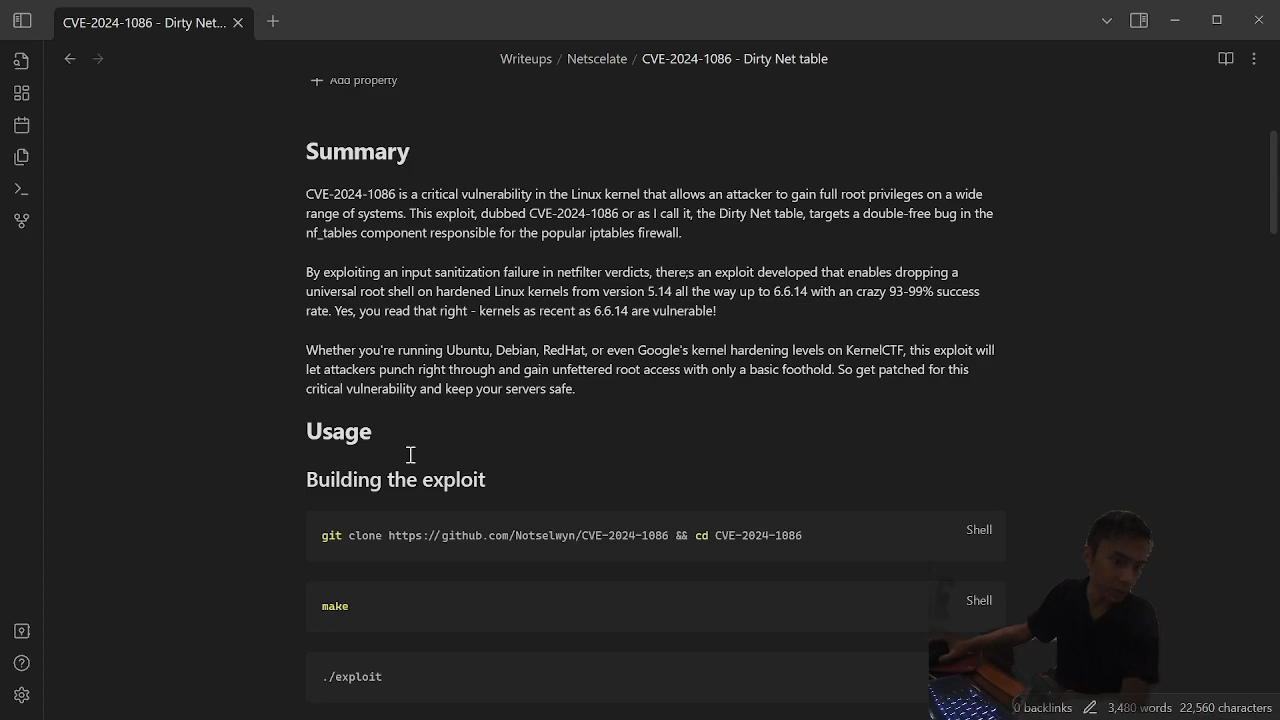 CVE-2024-1086 - Dirty Net...
Writeups / Netscelate / CVE-2024-1086 - Dirty Net table
Add property
Summary
CVE-2024-1086 is a critical vulnerability in the Linux kernel that allows an attacker to gain full root privileges on a wide
range of systems. This exploit, dubbed CVE-2024-1086 or as I call it, the Dirty Net table, targets a double-free bug in the
nf_tables component responsible for the popular iptables firewall.
By exploiting an input sanitization failure in netfilter verdicts, there;s an exploit developed that enables dropping a
universal root shell on hardened Linux kernels from version 5.14 all the way up to 6.6.14 with an crazy 93-99% success
rate. Yes, you read that right - kernels as recent as 6.6.14 are vulnerable!
Whether you're running Ubuntu, Debian, RedHat, or even Google's kernel hardening levels on KernelCTF, this exploit will
let attackers punch right through and gain unfettered root access with only a basic foothold. So get patched for this
critical vulnerability and keep your servers safe.
Usage
Building the exploit
git clone https://github.com/Notselwyn/CVE-2024-1086 && cd CVE-2024-1086
Shell
make
Shell
./exploit
0 backlinks 3,480 words 22,560 characters